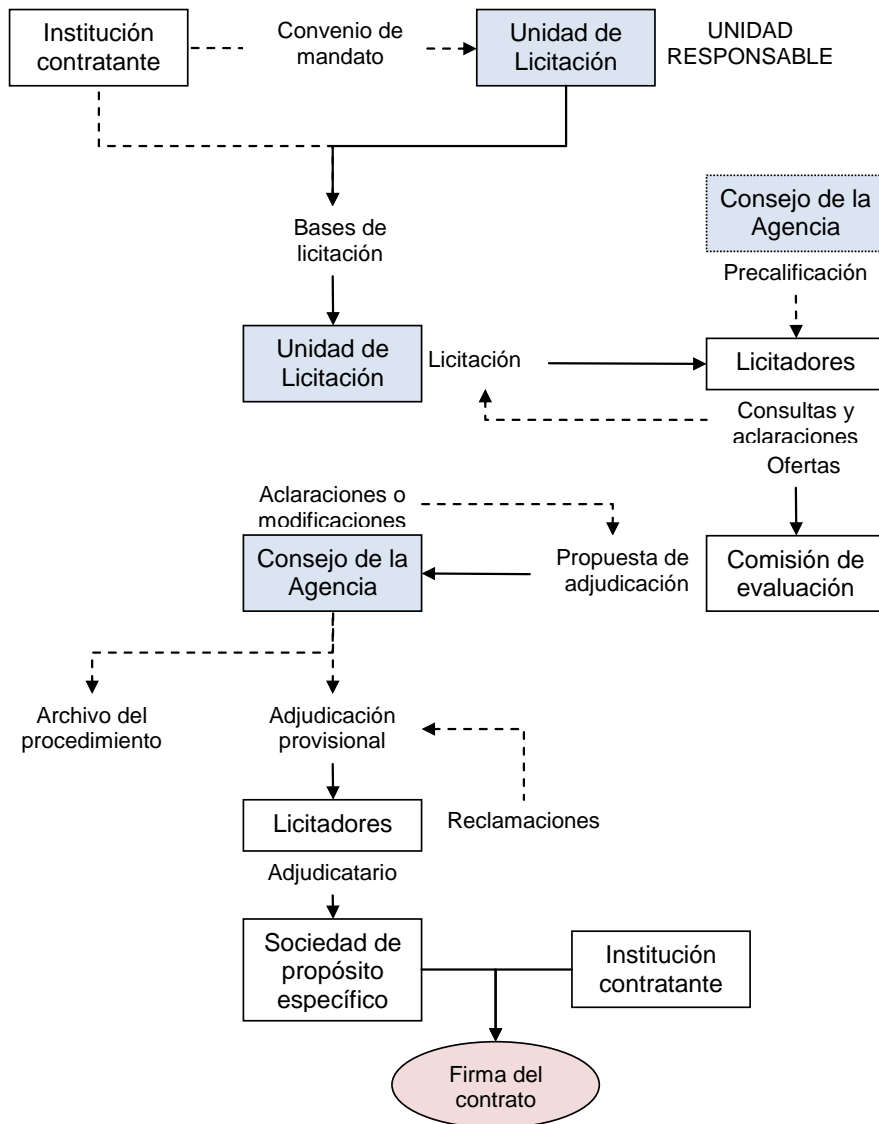 Institución
contratante
Convenio de
mandato
Unidad de
Licitación
UNIDAD
RESPONSABLE
Bases de
licitación
Consejo de la
Agencia
Precalificación
Unidad de
Licitación
Licitación
Licitadores
Consultas y
aclaraciones
Ofertas
Aclaraciones o
modificaciones
Consejo de la
Agencia
Propuesta de
adjudicación
Comisión de
evaluación
Archivo del
procedimiento
Adjudicación
provisional
Licitadores
Reclamaciones
Adjudicatario
Sociedad de
propósito
específico
Institución
contratante
Firma del
contrato